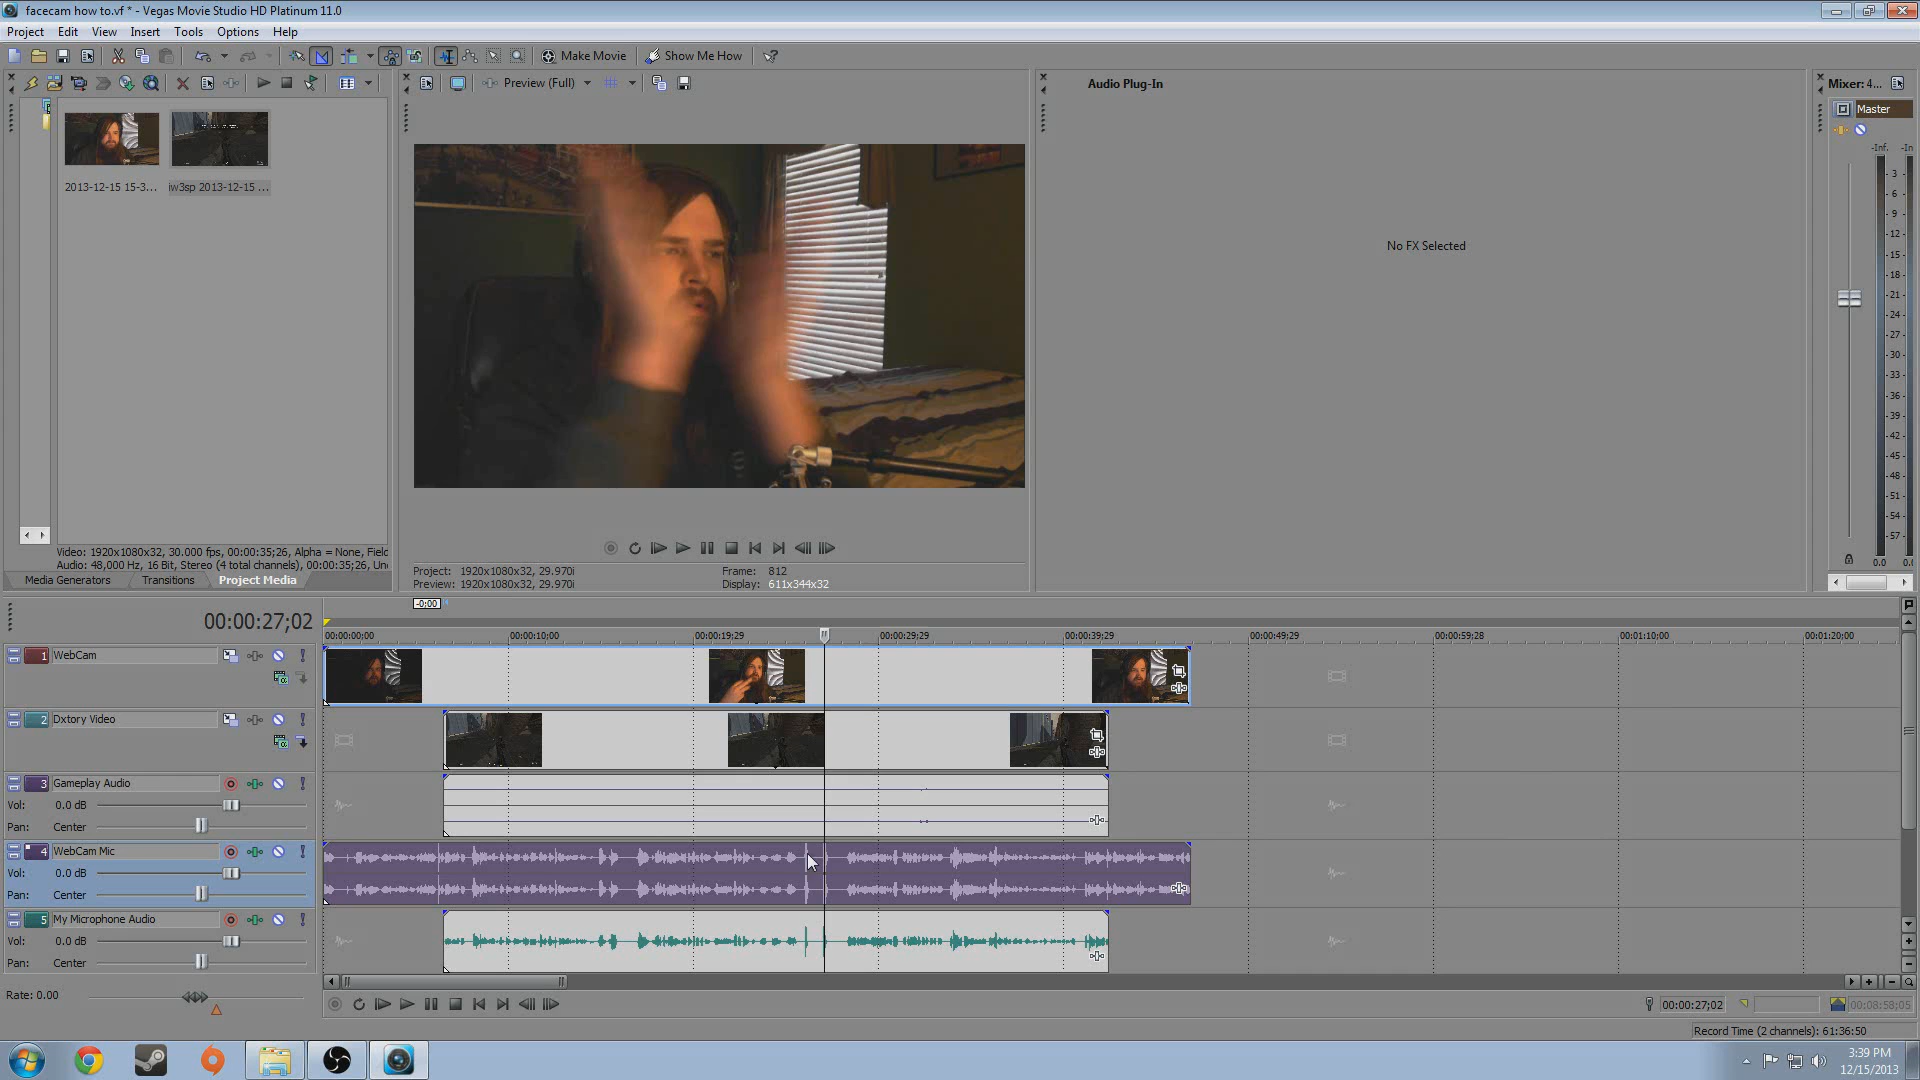 facecam how to.vf * - Vegas Movie Studio HD Platinum 11.0
Project Edit View Insert Tools Options Help
Make Movie Show Me How
Preview (Full)
Audio Plug-In
Mixer: 4...
Master
2013-12-15 15-3...
iw3sp 2013-12-15 ...
No FX Selected
-Inf. -In
3
6
9
12
15
18
21
24
27
30
33
36
39
42
45
48
51
54
57
0.0 0.
Video: 1920x1080x32, 30.000 fps, 00:00:35;26, Alpha = None, Field
Audio: 48,000 Hz, 16 Bit, Stereo (4 total channels), 00:00:35;26, Un
Media Generators Transitions Project Media
Project: 1920x1080x32, 29.970i
Preview: 1920x1080x32, 29.970i
Frame: 812
Display: 611x344x32
-0;00
00:00:27;02
00:00:00;00 00:00:10;00 00:00:19;29 00:00:29;29 00:00:39;29 00:00:49;29 00:00:59;28 00:01:10;00 00:01:20;00
1 WebCam
2 Dxtory Video
3 Gameplay Audio
Vol: 0.0 dB
Pan: Center
4 WebCam Mic
Vol: 0.0 dB
Pan: Center
5 My Microphone Audio
Vol: 0.0 dB
Pan: Center
Rate: 0.00
00:00:27;02
00:08:58;05
Record Time (2 channels): 61:36:50
3:39 PM
12/15/2013